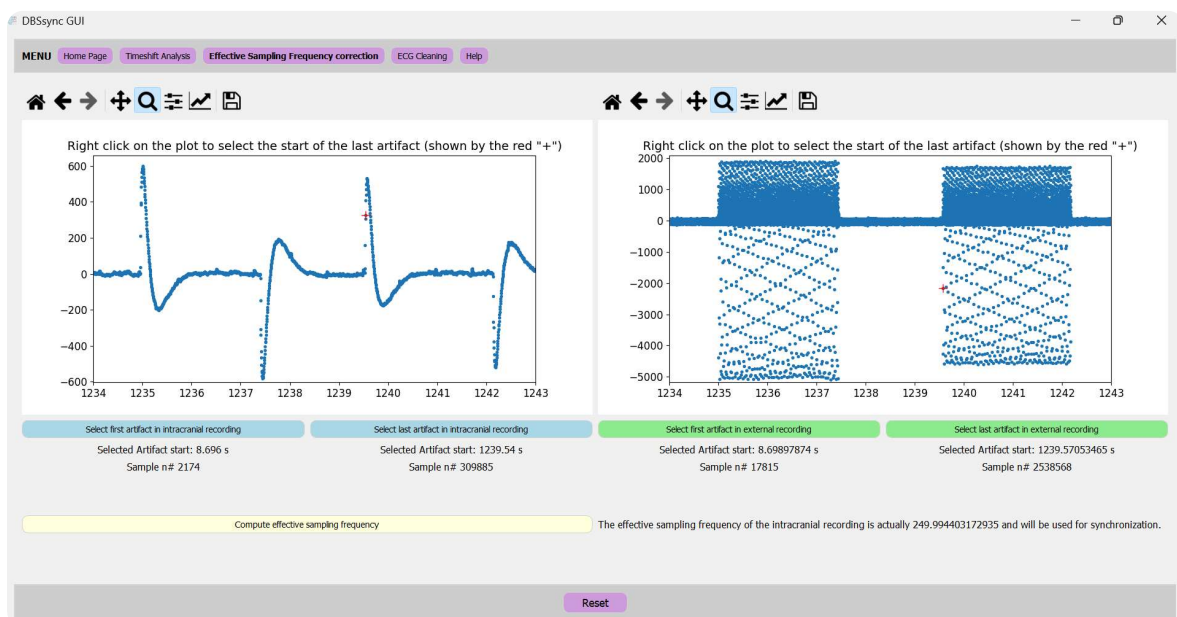 DBSsync GUI
MENU Home Page Timeshift Analysis Effective Sampling Frequency correction ECG Cleaning Help
Right click on the plot to select the start of the last artifact (shown by the red "+")
600
400
200
0
−200
−400
−600
1234 1235 1236 1237 1238 1239 1240 1241 1242 1243
Right click on the plot to select the start of the last artifact (shown by the red "+")
2000
1000
0
−1000
−2000
−3000
−4000
−5000
1234 1235 1236 1237 1238 1239 1240 1241 1242 1243
Select first artifact in intracranial recording
Selected Artifact start: 8.696 s
Sample n# 2174
Select last artifact in intracranial recording
Selected Artifact start: 1239.54 s
Sample n# 309885
Select first artifact in external recording
Selected Artifact start: 8.69897874 s
Sample n# 17815
Select last artifact in external recording
Selected Artifact start: 1239.57053465 s
Sample n# 2538568
Compute effective sampling frequency
The effective sampling frequency of the intracranial recording is actually 249.994403172935 and will be used for synchronization.
Reset